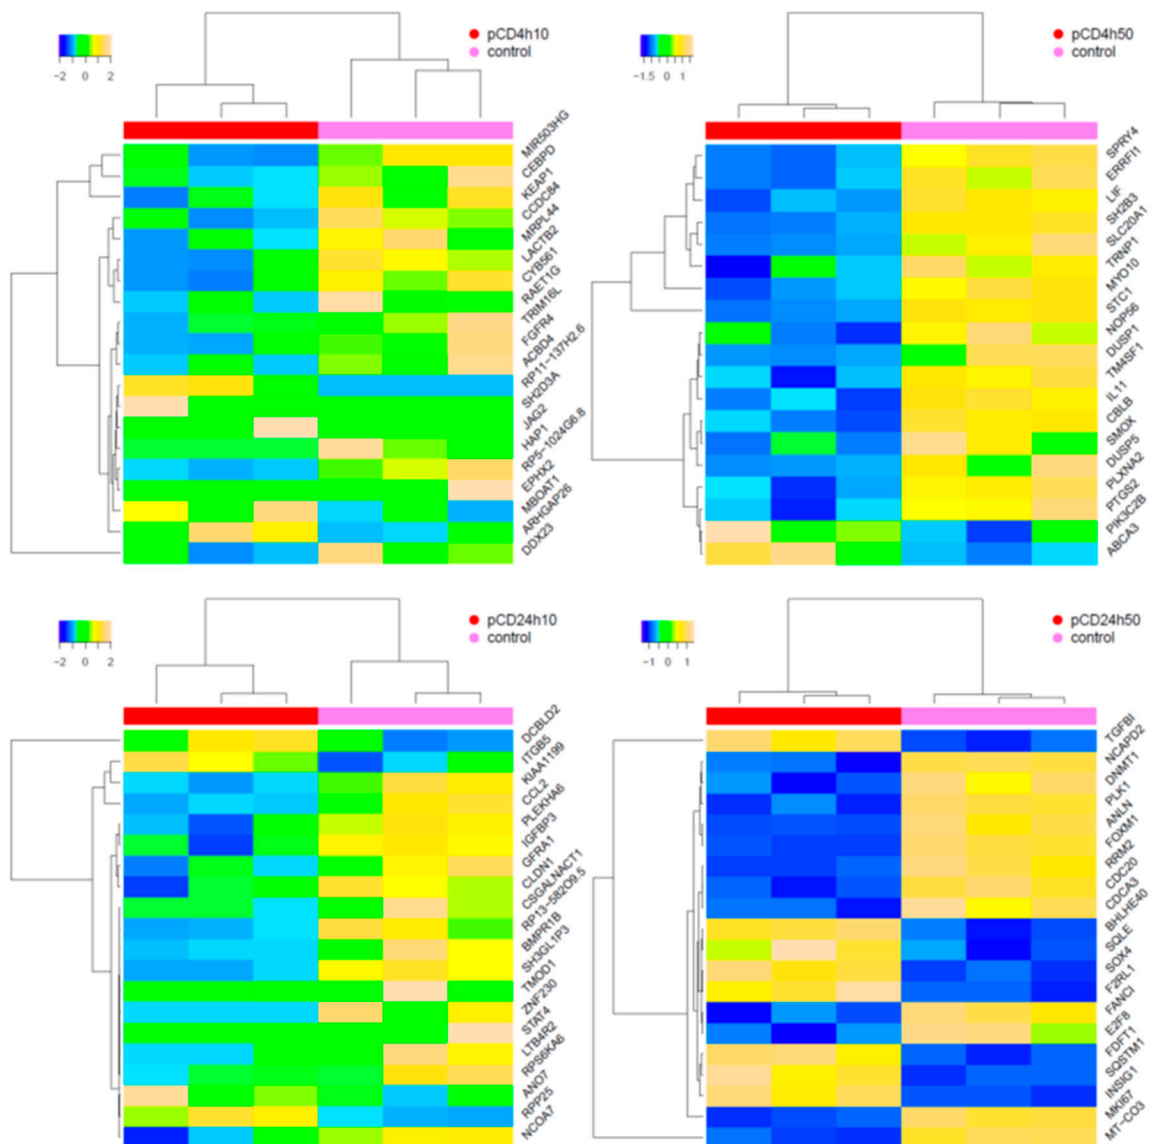 pCD4h10
control
-2 0 2
MIR503HG
CEBPD
KEAP1
CCDC84
MRPL44
LACTB2
CYB561
RAET1G
TRIM16L
FGFR4
ACBD4
RP11-137H2.6
SH2D3A
JAG2
HAP1
RP5-1024G6.8
EPHX2
MBOAT1
ARHGAP26
DDX23
pCD4h50
control
-1.5 0 1
SPRY4
ERRFI1
LIF
SH2B3
SLC20A1
TRNP1
MYO10
STC1
NOP56
DUSP1
TM4SF1
IL11
CBLB
SMOX
DUSP5
PLXNA2
PTGS2
PIK3C2B
ABCA3
pCD24h10
control
-2 0 2
DCBLD2
ITGB5
KIAA1199
CCL2
PLEKHA6
IGFBP3
GFRA1
CLDN1
CSGALNACT1
RP13-582O9.5
BMPR1B
SH3GL1P3
TMOD1
ZNF230
STAT4
LTB4R2
RPS6KA6
ANO7
RPP25
NCOA7
pCD24h50
control
-1 0 1
TGFBI
NCAPD2
DNMT1
PLK1
ANLN
FOXM1
RRM2
CDC20
CDCA3
BHLHE40
SQLE
SOX4
F2RL1
FANCI
E2F8
FDFT1
SQSTM1
INSIG1
MKI67
MT-CO3